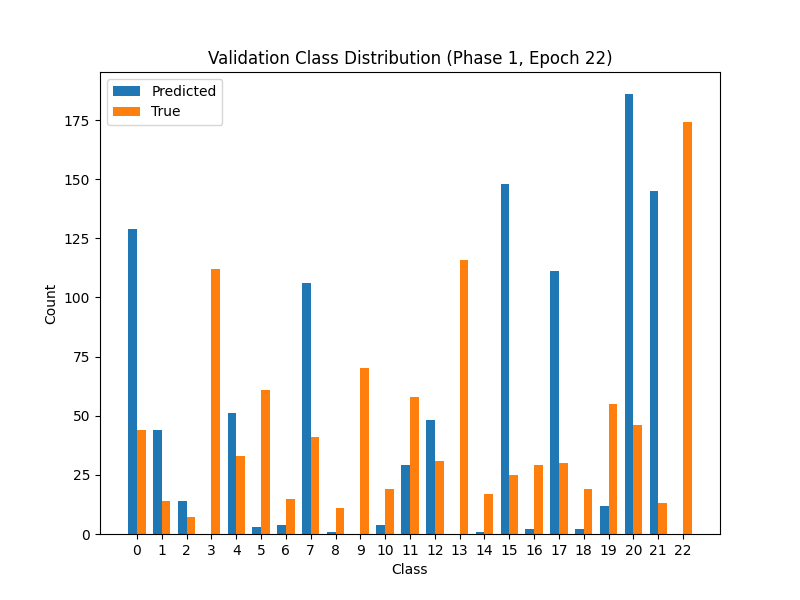 Validation Class Distribution (Phase 1, Epoch 22)
Predicted
True
175
150
125
100
75
50
25
0
Count
0 1 2 3 4 5 6 7 8 9 10 11 12 13 14 15 16 17 18 19 20 21 22
Class